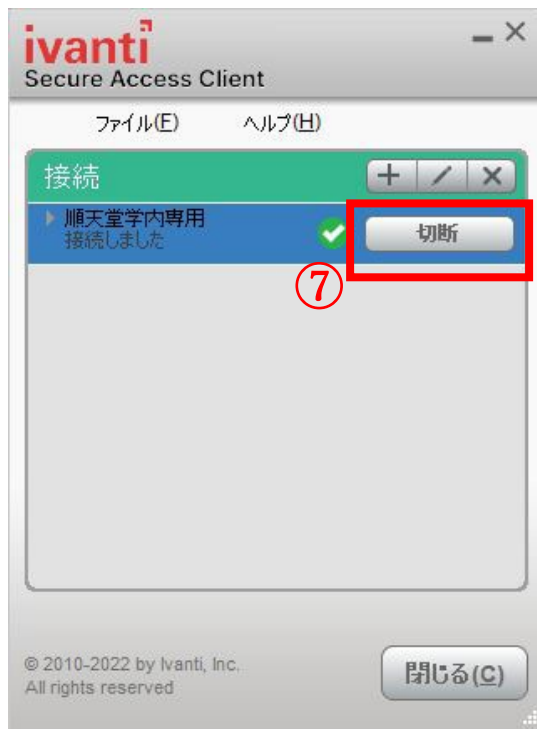 ivanti
Secure Access Client
ファイル(F) ヘルプ(H)
接続
順天堂学内専用
接続しました
切断
⑦
© 2010-2022 by Ivanti, Inc.
All rights reserved
閉じる(C)